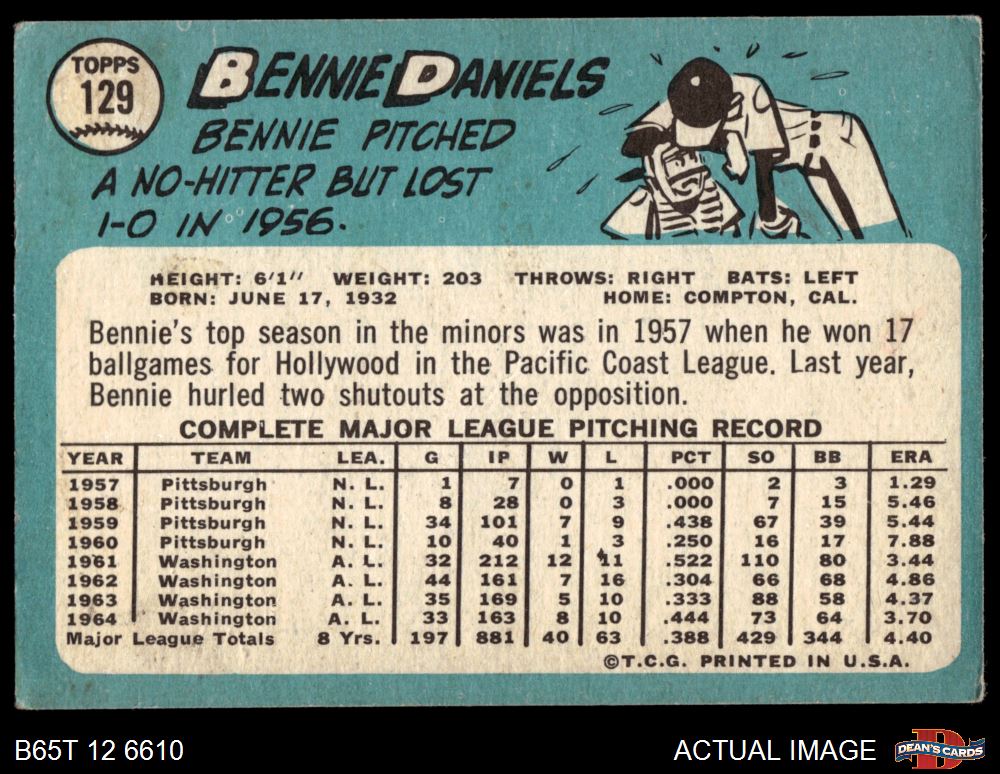 TOPPS
129
BENNIE DANIELS
BENNIE PITCHED
A NO-HITTER BUT LOST
1-0 IN 1956.
HEIGHT: 6'1" WEIGHT: 203 THROWS: RIGHT BATS: LEFT
BORN: JUNE 17, 1932 HOME: COMPTON, CAL.
Bennie's top season in the minors was in 1957 when he won 17
ballgames for Hollywood in the Pacific Coast League. Last year,
Bennie hurled two shutouts at the opposition.
COMPLETE MAJOR LEAGUE PITCHING RECORD
YEAR TEAM LEA. G IP W L PCT SO BB ERA
1957 Pittsburgh N. L. 1 7 0 1 .000 2 3 1.29
1958 Pittsburgh N. L. 8 28 0 3 .000 7 15 5.46
1959 Pittsburgh N. L. 34 101 7 9 .438 67 39 5.44
1960 Pittsburgh N. L. 10 40 1 3 .250 16 17 7.88
1961 Washington A. L. 32 212 12 11 .522 110 80 3.44
1962 Washington A. L. 44 161 7 16 .304 66 68 4.86
1963 Washington A. L. 35 169 5 10 .333 88 58 4.37
1964 Washington A. L. 33 163 8 10 .444 73 64 3.70
Major League Totals 8 Yrs. 197 881 40 63 .388 429 344 4.40
©T.C.G. PRINTED IN U.S.A.
B65T 12 6610
ACTUAL IMAGE
D
DEAN'S CARDS